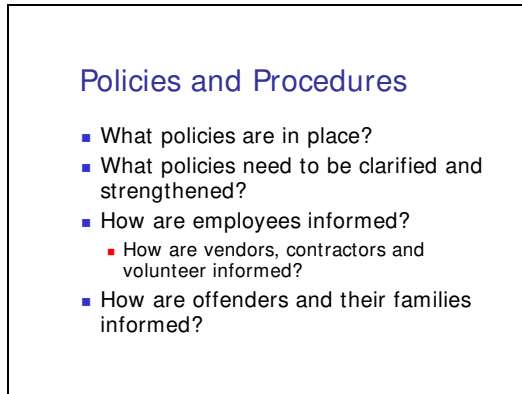 Policies and Procedures
What policies are in place?
What policies need to be clarified and
strengthened?
How are employees informed?
How are vendors, contractors and
volunteer informed?
How are offenders and their families
informed?